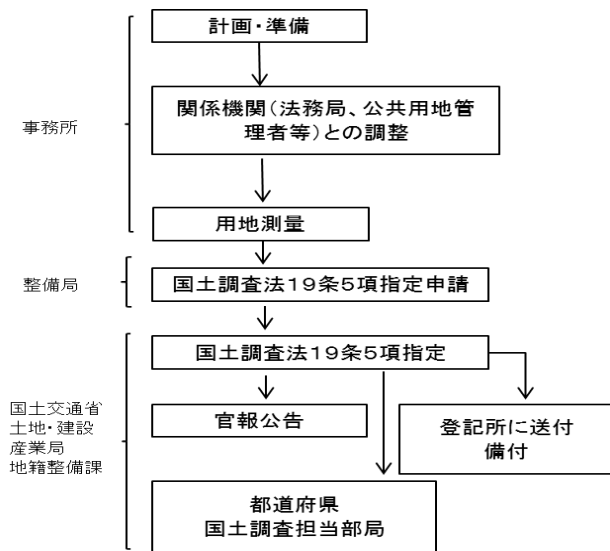 計画・準備
関係機関(法務局、公共用地管
理者等)との調整
事務所
用地測量
整備局
国土調査法19条5項指定申請
国土調査法19条5項指定
国土交通省
土地・建設
産業局
地籍整備課
官報公告
登記所に送付
備付
都道府県
国土調査担当部局